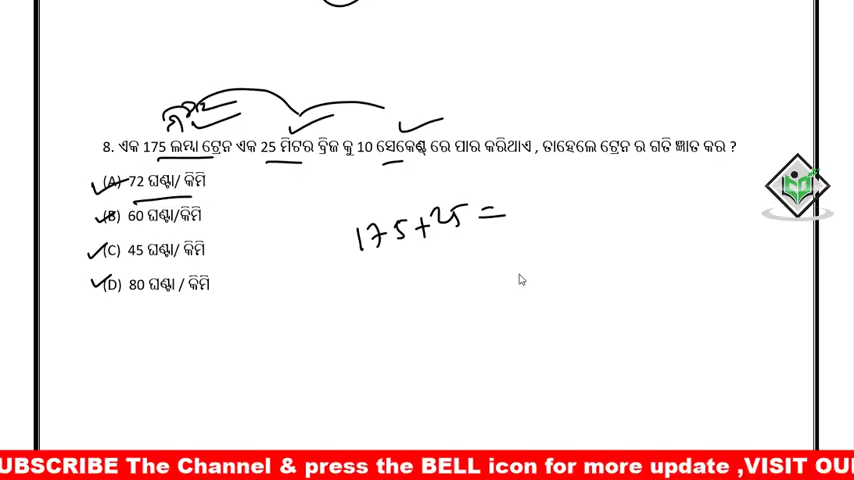 8. ଏକ 175 ଲମ୍ବା ଟ୍ରେନ ଏକ 25 ମିଟର ବ୍ରିଜ କୁ 10 ସେକେଣ୍ଡ୍ ରେ ପାର କରିଥାଏ , ତାହେଲେ ଟ୍ରେନ ର ଗତି ଜ୍ଞାତ କର ?
(A) 72 ଘଣ୍ଟା/ କିମି
(B) 60 ଘଣ୍ଟା/କିମି
175+25=
(C) 45 ଘଣ୍ଟା/ କିମି
(D) 80 ଘଣ୍ଟା / କିମି
UBSCRIBE The Channel & press the BELL icon for more update ,VISIT OU